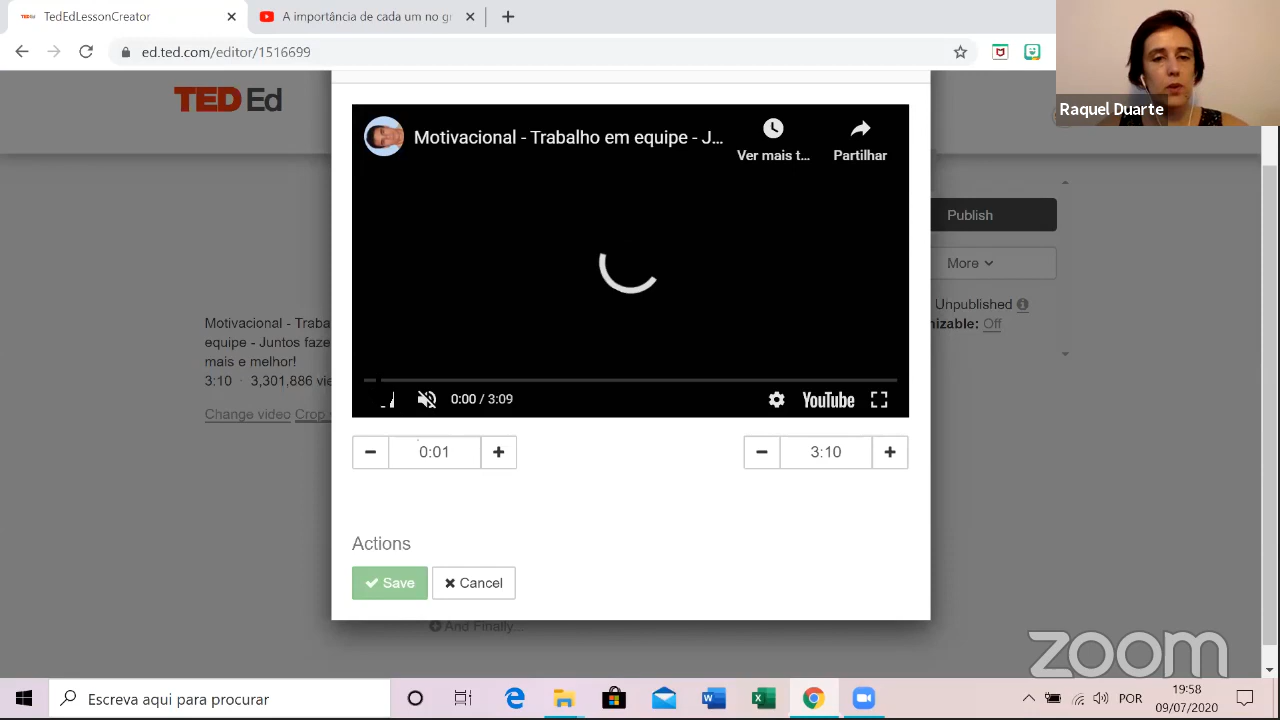 TedEdLessonCreator
A importância de cada um no gr
ed.ted.com/editor/1516699
Raquel Duarte
TED Ed
Motivacional - Trabalho em equipe - J...
Ver mais t...
Partilhar
Publish
More
Unpublished
nizable: Off
Motivacional - Traba
equipe - Juntos faze
mais e melhor!
3:10 · 3,301,886 vie
Change video Crop
0:00 / 3:09
YouTube
0:01
3:10
Actions
Save
Cancel
And Finally...
zoom
Escreva aqui para procurar
POR
19:58
09/07/2020